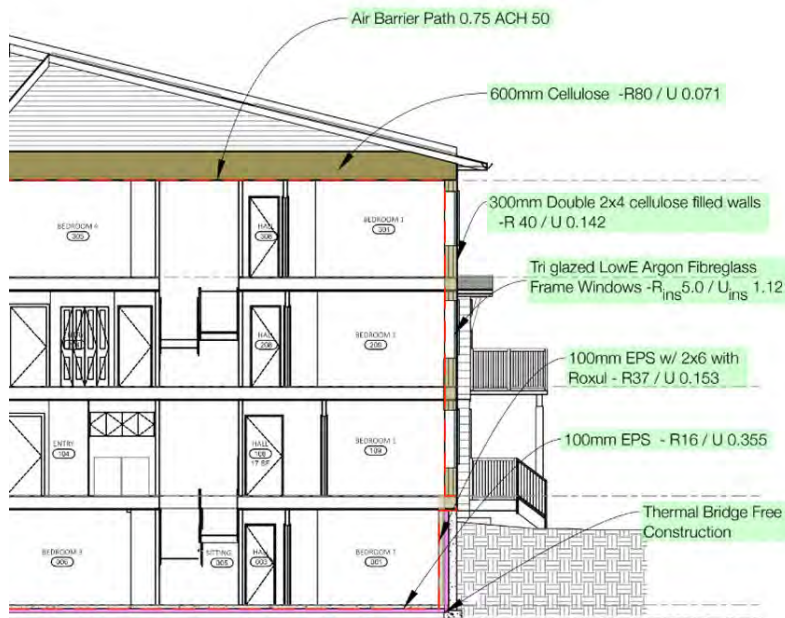 Air Barrier Path 0.75 ACH 50
600mm Cellulose -R80 / U 0.071
300mm Double 2x4 cellulose filled walls
-R 40 / U 0.142
BEDROOM 4
305
HALL
306
BEDROOM 1
301
Tri glazed LowE Argon Fibreglass
Frame Windows -Rins5.0 / Uins 1.12
HALL
208
BEDROOM 2
209
100mm EPS w/ 2x6 with
Roxul - R37 / U 0.153
ENTRY
104
HALL
108
17 SF
BEDROOM 1
109
100mm EPS - R16 / U 0.355
Thermal Bridge Free
Construction
BEDROOM 3
006
SITTING
005
HALL
003
BEDROOM 1
001